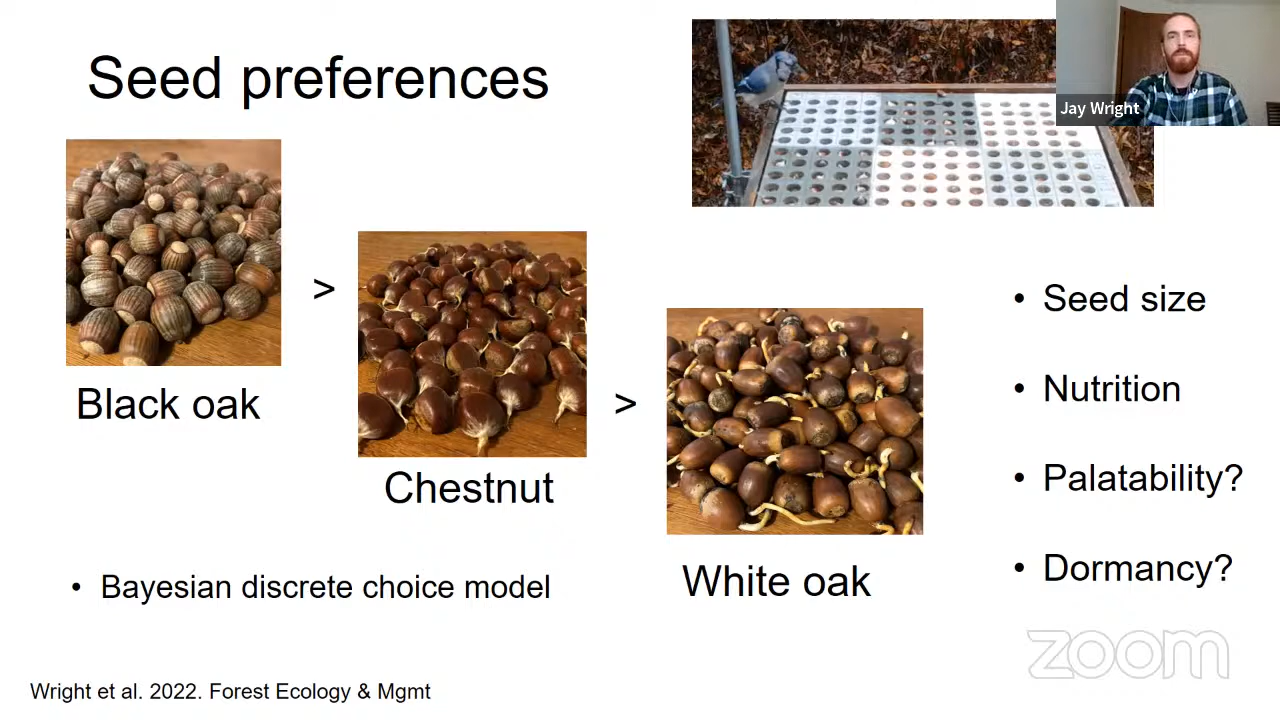 Seed preferences
Jay Wright
Black oak
>
Chestnut
>
White oak
• Seed size
• Nutrition
• Palatability?
• Dormancy?
• Bayesian discrete choice model
zoom
Wright et al. 2022. Forest Ecology & Mgmt